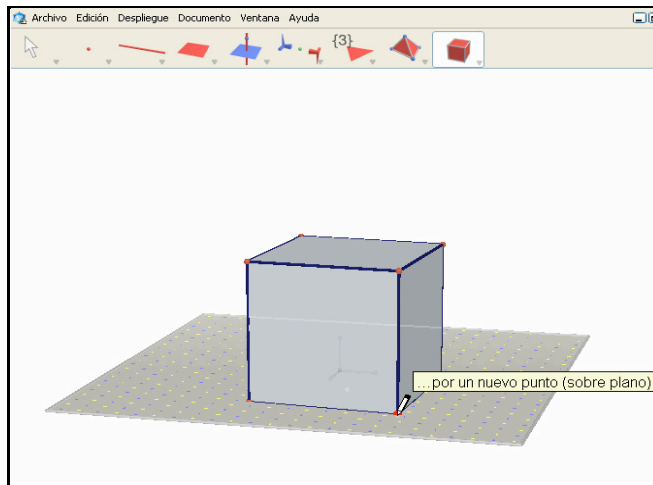 Archivo Edición Despliegue Documento Ventana Ayuda
{3}
...por un nuevo punto (sobre plano)